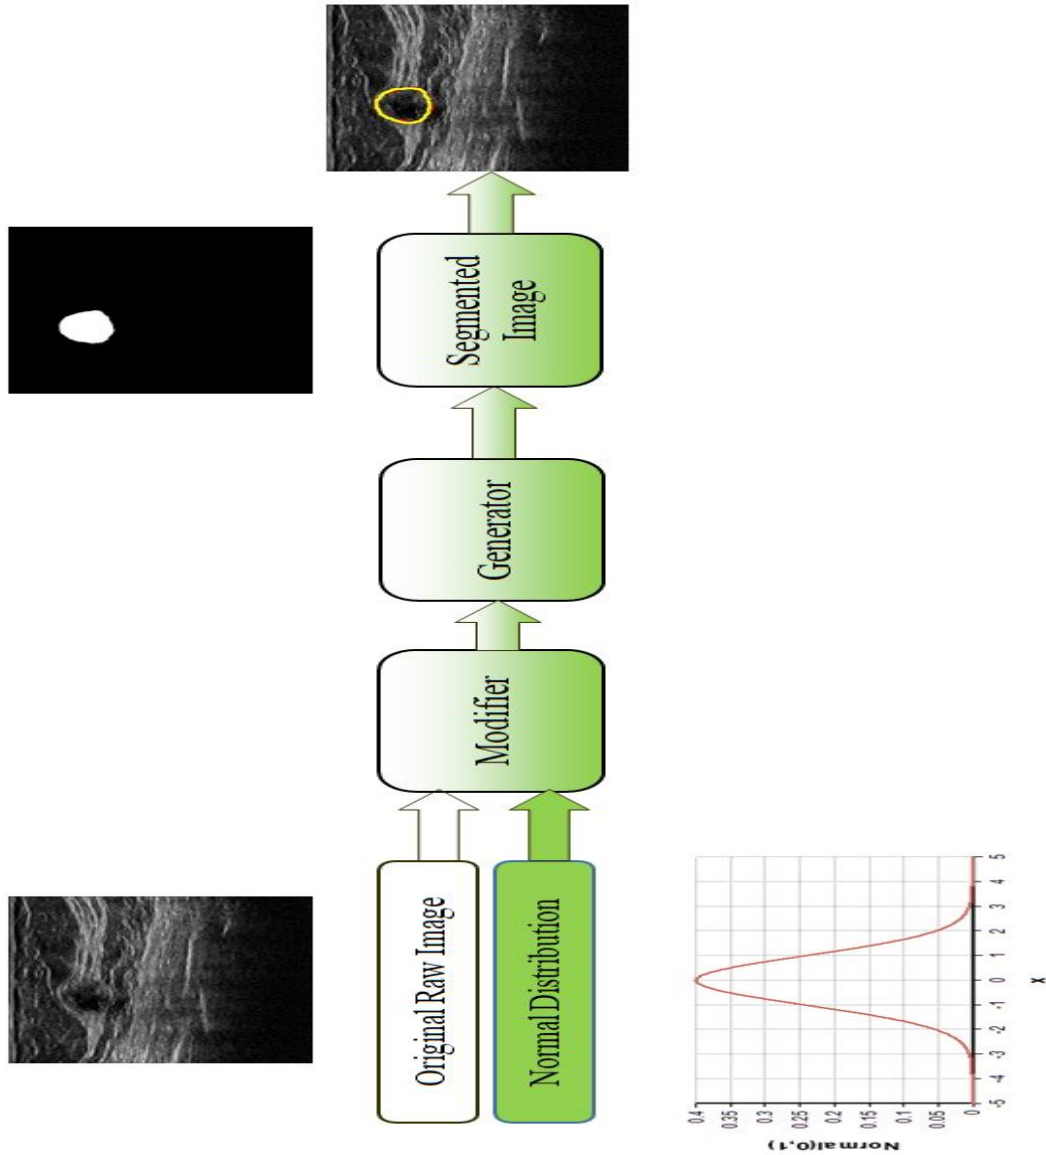 Original Raw Image
Normal Distribution
Modifier
Generator
Segmented
Image
Normal(0,1)
0.4
0.35
0.3
0.25
0.2
0.15
0.1
0.05
0
-5 -4 -3 -2 -1 0 1 2 3 4 5
X